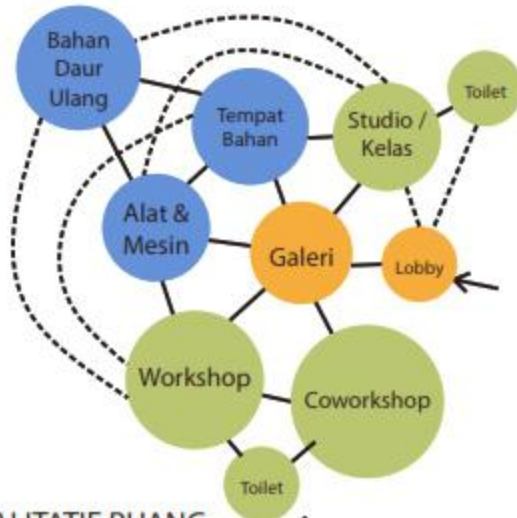 Bahan
Daur
Ulang
Tempat
Bahan
Studio /
Kelas
Toilet
Alat &
Mesin
Galeri
Lobby
Workshop
Coworkshop
Toilet